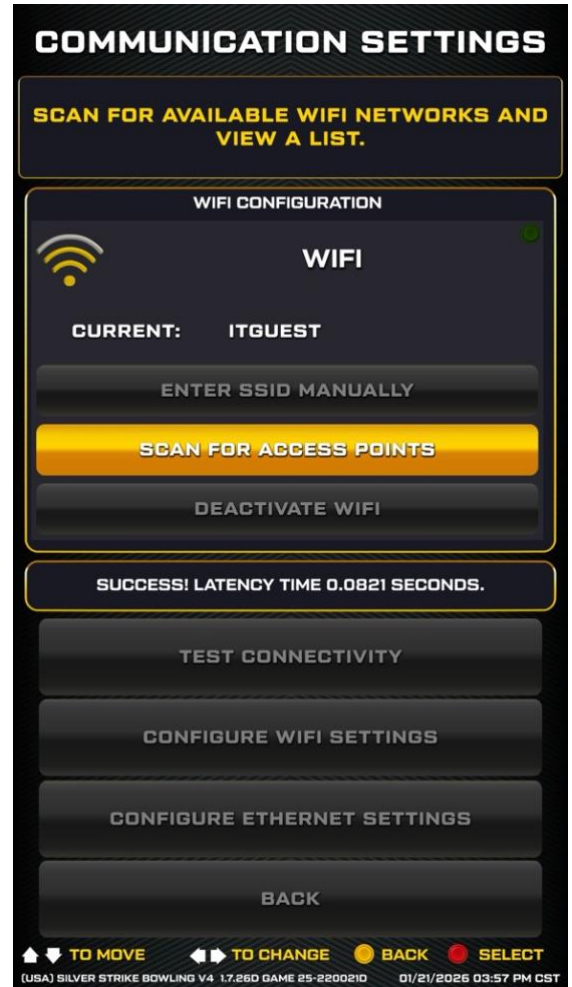 COMMUNICATION SETTINGS
SCAN FOR AVAILABLE WIFI NETWORKS AND
VIEW A LIST.
WIFI CONFIGURATION
WIFI
CURRENT: ITGUEST
ENTER SSID MANUALLY
SCAN FOR ACCESS POINTS
DEACTIVATE WIFI
SUCCESS! LATENCY TIME 0.0821 SECONDS.
TEST CONNECTIVITY
CONFIGURE WIFI SETTINGS
CONFIGURE ETHERNET SETTINGS
BACK
TO MOVE TO CHANGE BACK SELECT
(USA) SILVER STRIKE BOWLING V4 1.7.26D GAME 25-2200210 01/21/2026 03:57 PM CST